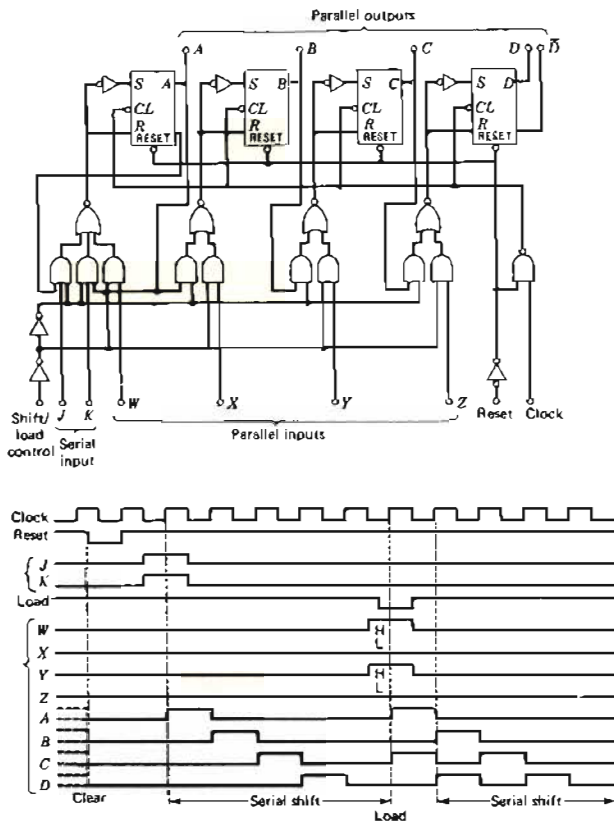 Parallel outputs
A B C D D̅
S A S B S C S D
CL CL CL CL
R R R R
RESET RESET RESET RESET
Shift/
load
control
J K W X Y Z Reset Clock
Serial
input
Parallel inputs
Clock
Reset
J
K
Load
W H
L
X
Y H
L
Z
A
B
C
D
Clear Serial shift Load Serial shift